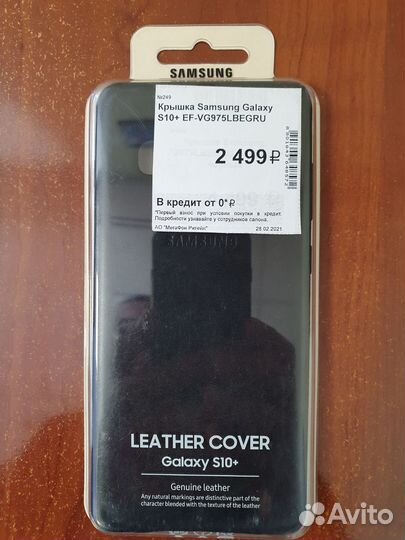 SAMSUNG
№249
Крышка Samsung Galaxy
S10+ EF-VG975LBEGRU
2 499 ₽
В кредит от 0*₽
*Первый взнос при условии покупки в кредит.
Подробности узнавайте у сотрудников салона.
АО "МегаФон Ритейл" 28.02.2021
SAMSUNG
LEATHER COVER
Galaxy S10+
Genuine leather
Any natural markings are distinctive part of the
character blended with the texture of the leather
Avito